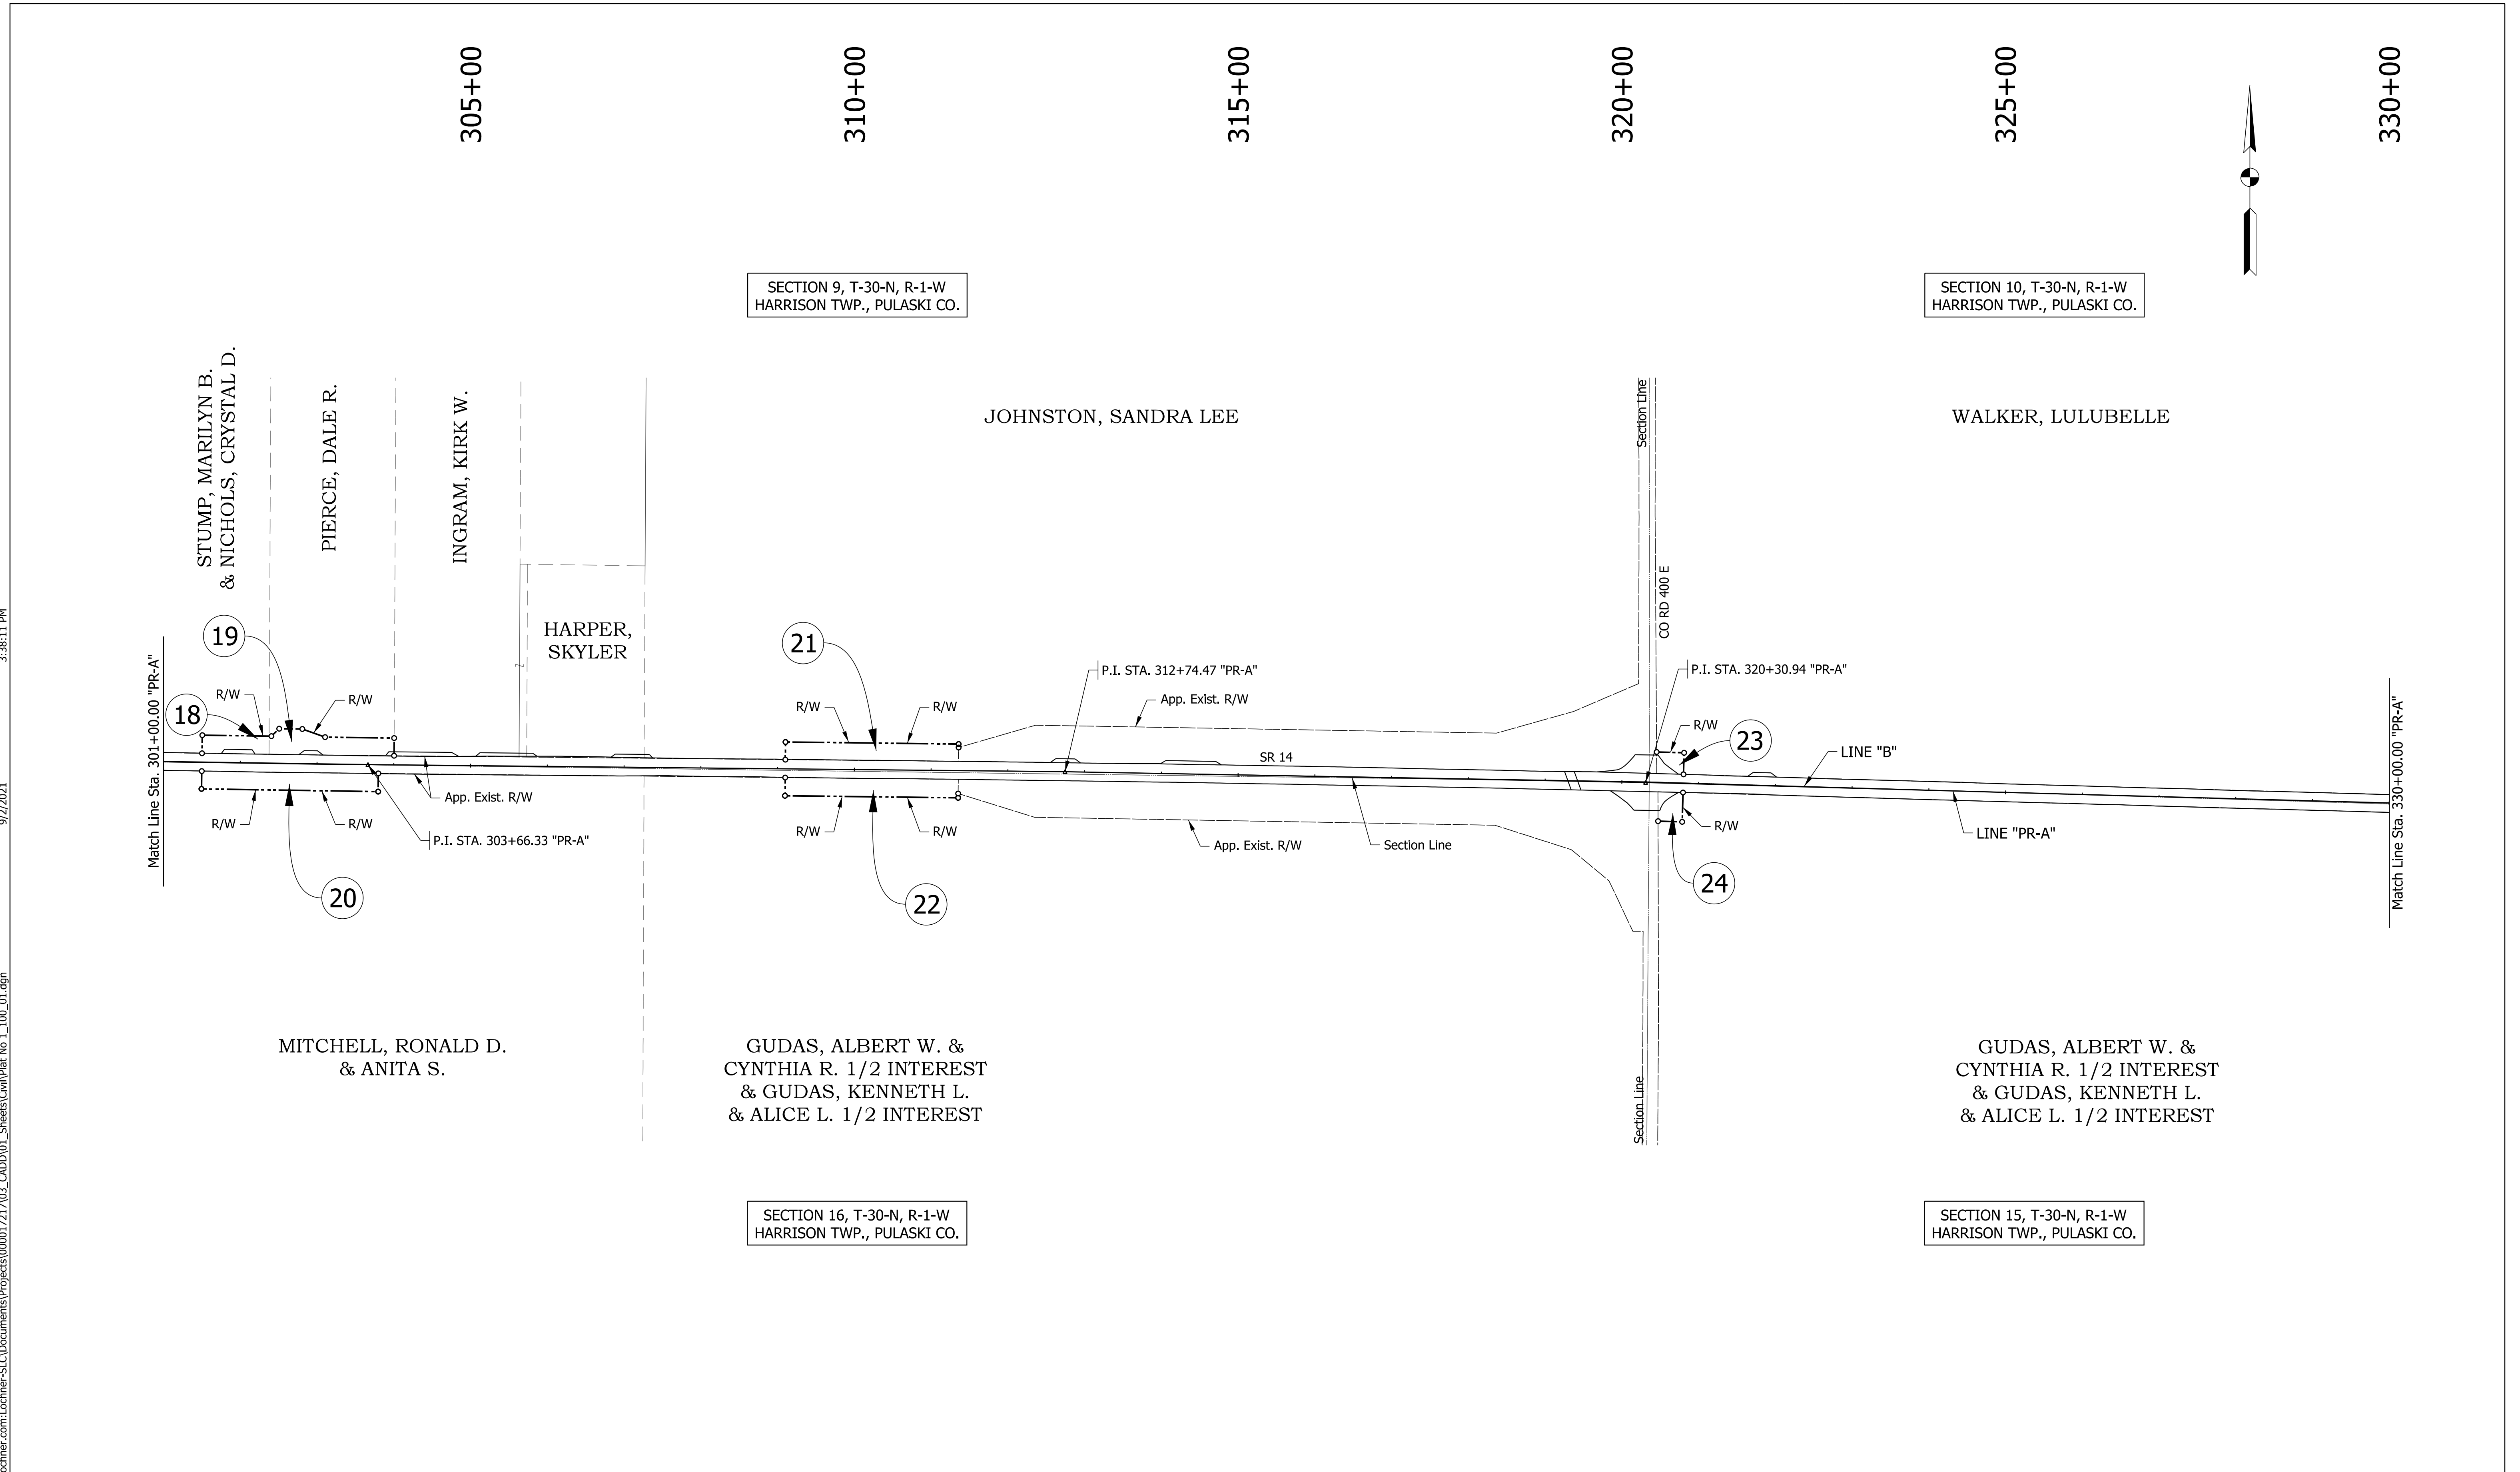 305+00
310+00
315+00
320+00
325+00
330+00
SECTION 9, T-30-N, R-1-W
HARRISON TWP., PULASKI CO.
SECTION 10, T-30-N, R-1-W
HARRISON TWP., PULASKI CO.
STUMP, MARILYN B.
& NICHOLS, CRYSTAL D.
PIERCE, DALE R.
INGRAM, KIRK W.
JOHNSTON, SANDRA LEE
Section Line
WALKER, LULUBELLE
CO RD 400 E
HARPER,
SKYLER
19
21
18
23
R/W
R/W
R/W
R/W
R/W
P.I. STA. 312+74.47 "PR-A"
App. Exist. R/W
P.I. STA. 320+30.94 "PR-A"
SR 14
LINE "B"
Match Line Sta. 301+00.00 "PR-A"
Match Line Sta. 330+00.00 "PR-A"
App. Exist. R/W
R/W
R/W
P.I. STA. 303+66.33 "PR-A"
R/W
R/W
App. Exist. R/W
Section Line
R/W
LINE "PR-A"
20
22
24
MITCHELL, RONALD D.
& ANITA S.
GUDAS, ALBERT W. &
CYNTHIA R. 1/2 INTEREST
& GUDAS, KENNETH L.
& ALICE L. 1/2 INTEREST
Section Line
GUDAS, ALBERT W. &
CYNTHIA R. 1/2 INTEREST
& GUDAS, KENNETH L.
& ALICE L. 1/2 INTEREST
SECTION 16, T-30-N, R-1-W
HARRISON TWP., PULASKI CO.
SECTION 15, T-30-N, R-1-W
HARRISON TWP., PULASKI CO.
3:38:11 PM
9/2/2021